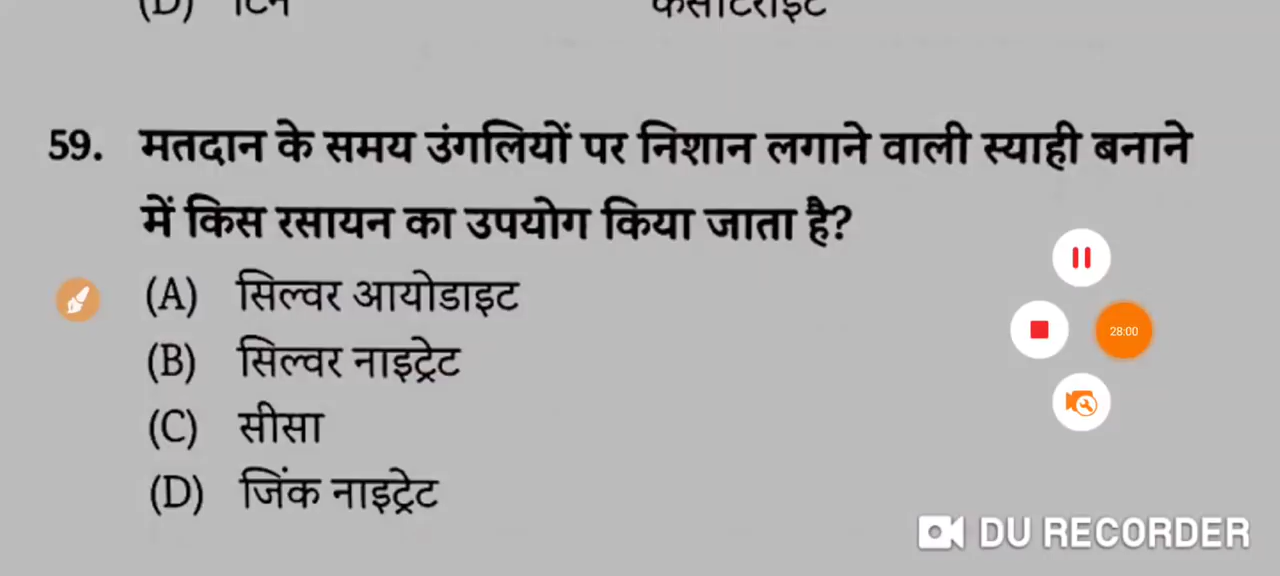 (D) टिन कैसीटेराइट
59. मतदान के समय उंगलियों पर निशान लगाने वाली स्याही बनाने
में किस रसायन का उपयोग किया जाता है?
(A) सिल्वर आयोडाइट
(B) सिल्वर नाइट्रेट
28:00
(C) सीसा
(D) जिंक नाइट्रेट
DU RECORDER